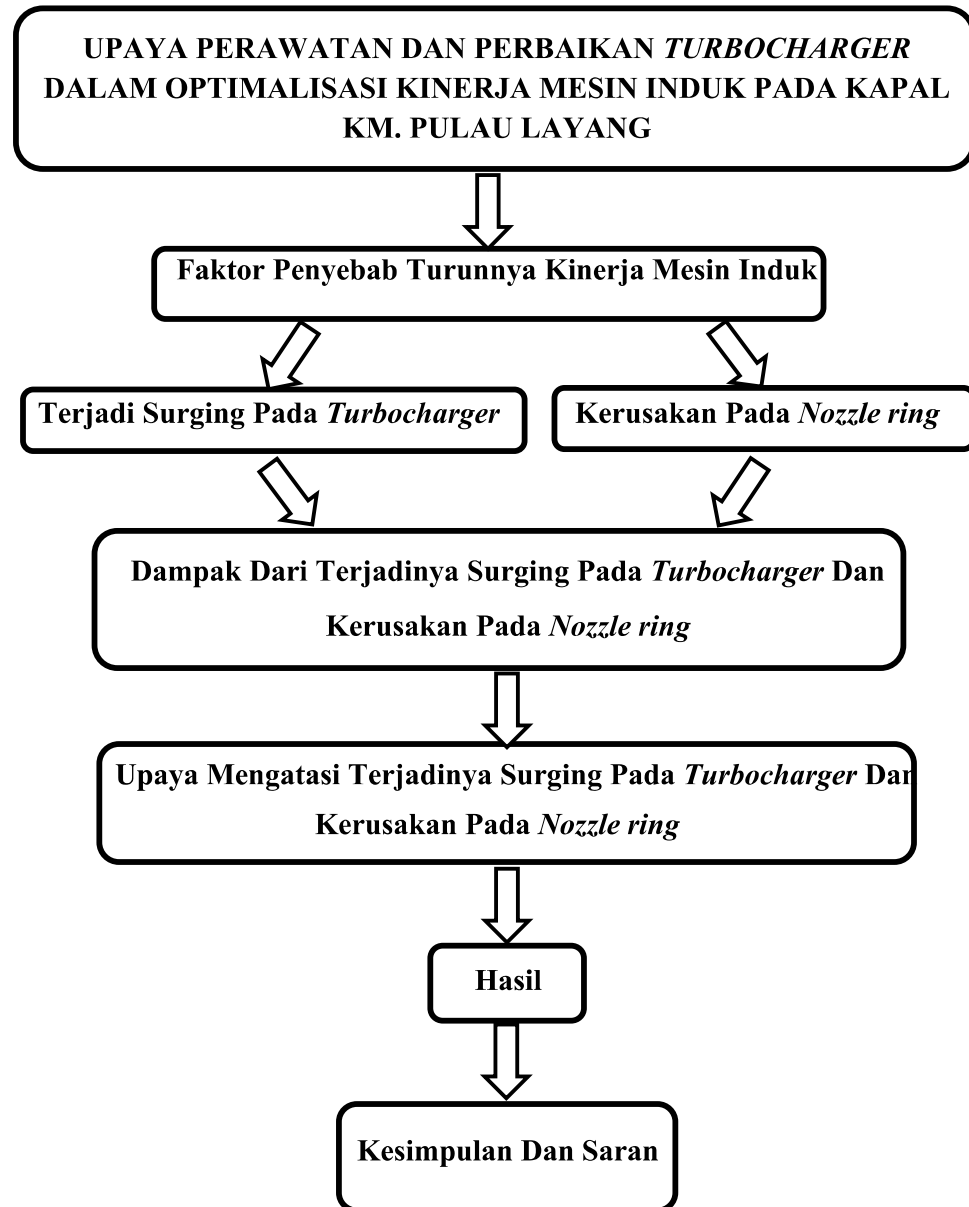 UPAYA PERAWATAN DAN PERBAIKAN TURBOCHARGER
DALAM OPTIMALISASI KINERJA MESIN INDUK PADA KAPAL
KM. PULAU LAYANG
Faktor Penyebab Turunnya Kinerja Mesin Induk
Terjadi Surging Pada Turbocharger
Kerusakan Pada Nozzle ring
Dampak Dari Terjadinya Surging Pada Turbocharger Dan
Kerusakan Pada Nozzle ring
Upaya Mengatasi Terjadinya Surging Pada Turbocharger Dan
Kerusakan Pada Nozzle ring
Hasil
Kesimpulan Dan Saran